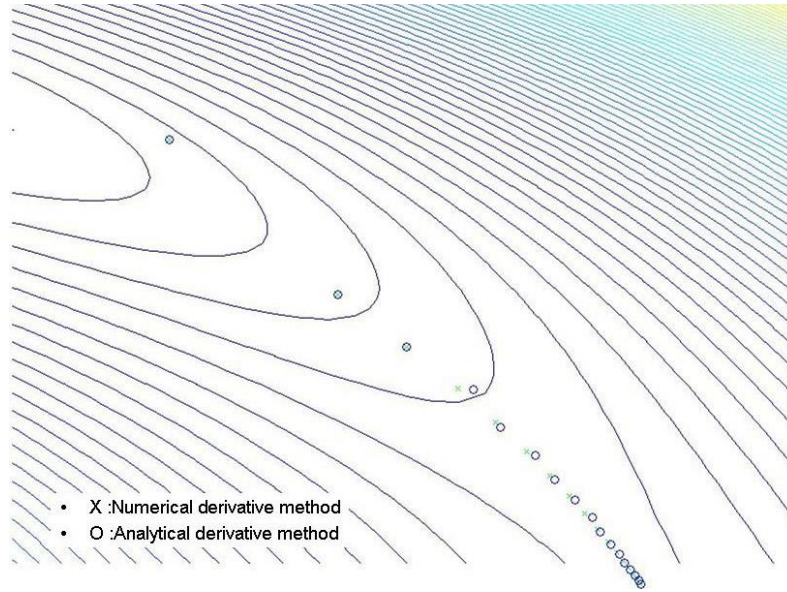 • X :Numerical derivative method
• O :Analytical derivative method